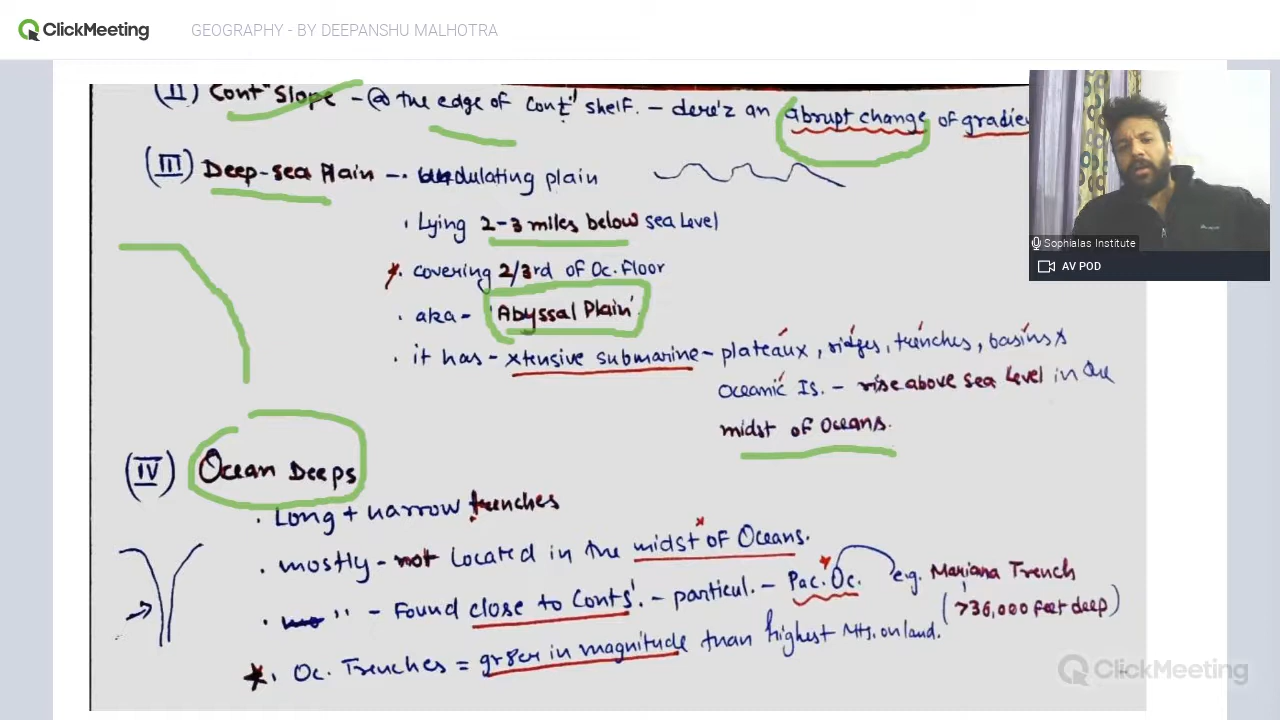 ClickMeeting GEOGRAPHY - BY DEEPANSHU MALHOTRA
(II) Contl Slope - @ the edge of Contl shelf. - dere'z an abrupt change of gradie
(III) Deep-sea Plain - . undulating plain
. Lying 2-3 miles below sea level
* covering 2/3rd of Oc. floor
. aka - 'Abyssal Plain'
. it has - xtensive submarine - plateaux, ridges, trenches, basins &
Oceanic Is. - rise above sea level in the
midst of Oceans.
(IV) Ocean Deeps
. Long + narrow trenches
. mostly - not Located in the midst of Oceans.
. " - Found close to Conts'. - particul. - Pac. Oc. e.g. Mariana Trench
(>36,000 feet deep)
* . Oc. Trenches = gr8er in magnitude than highest Mts. on land.
Sophialas Institute
AV POD
ClickMeeting